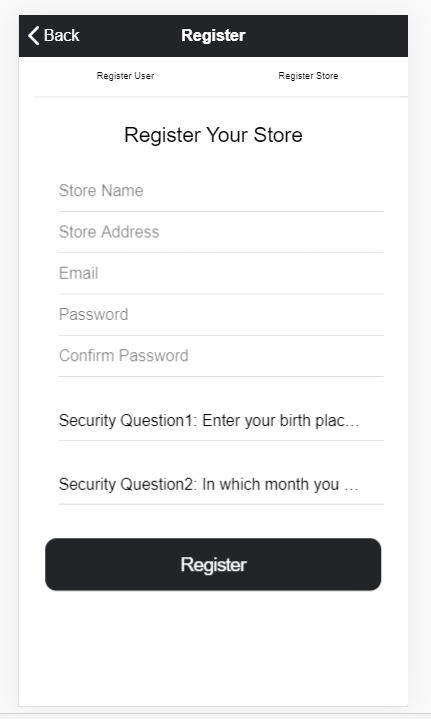 Back Register
Register User Register Store
Register Your Store
Store Name
Store Address
Email
Password
Confirm Password
Security Question1: Enter your birth plac...
Security Question2: In which month you ...
Register